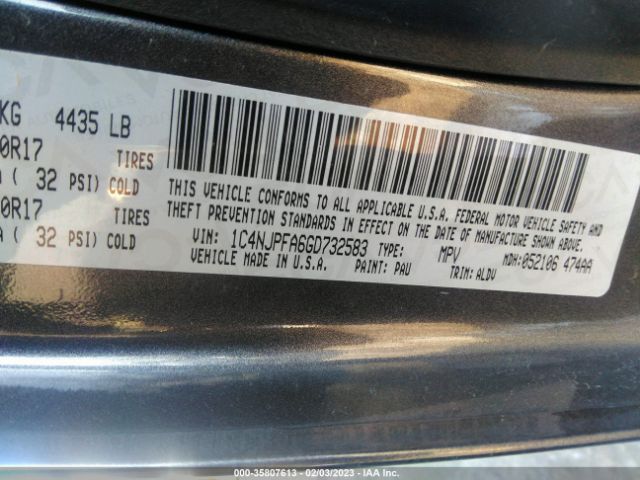 KG 4435 LB
0R17 TIRES
( 32 PSI) COLD
0R17 TIRES
( 32 PSI) COLD
THIS VEHICLE CONFORMS TO ALL APPLICABLE U.S.A. FEDERAL MOTOR VEHICLE SAFETY AND
THEFT PREVENTION STANDARDS IN EFFECT ON THE DATE OF MANUFACTURE SHOWN ABOVE.
VIN: 1C4NJPFA6GD732583 TYPE: MPV MDH:052106 474AA
VEHICLE MADE IN U.S.A. PAINT: PAU TRIM: ALDV
000-35807613 - 02/03/2023 - IAA Inc.